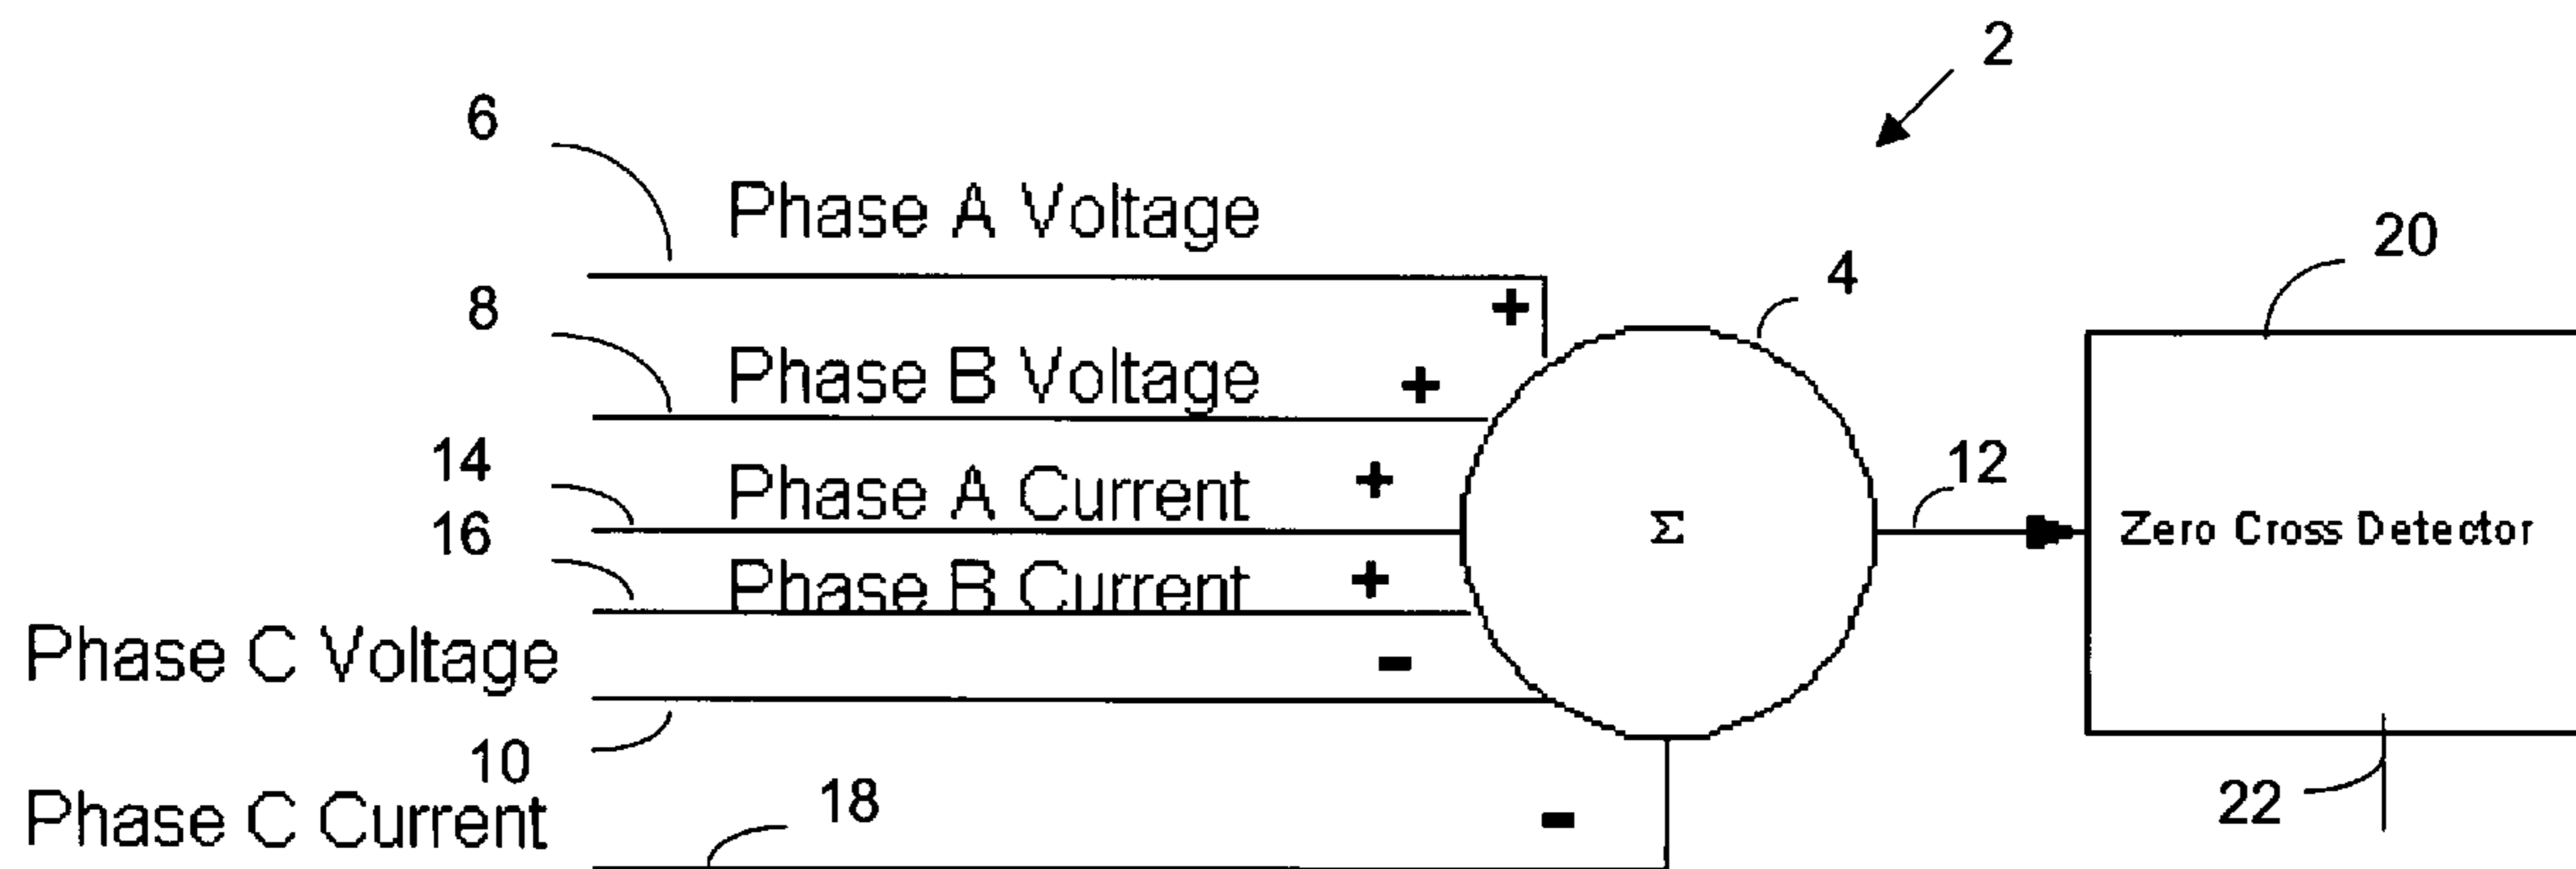 2
6
Phase A Voltage
20
4
+
8
Phase B Voltage +
14
Phase A Current +
12
Σ
Zero Cross Detector
16
Phase B Current +
Phase C Voltage -
10
22
Phase C Current
18
-